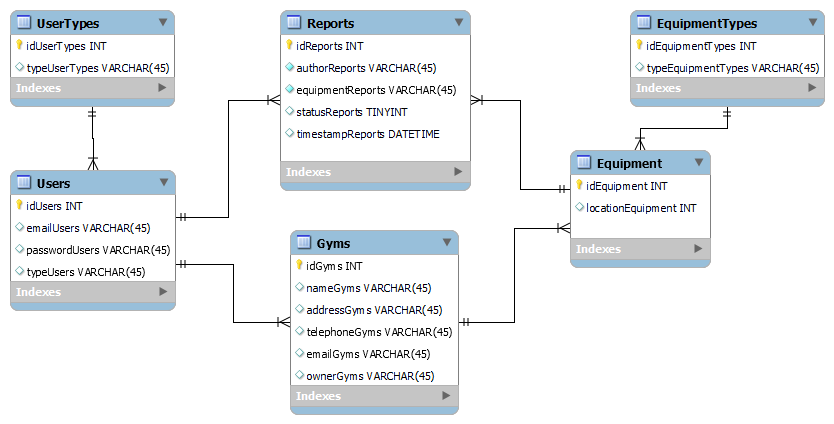 UserTypes
idUserTypes INT
typeUserTypes VARCHAR(45)
Indexes
Reports
idReports INT
authorReports VARCHAR(45)
equipmentReports VARCHAR(45)
statusReports TINYINT
timestampReports DATETIME
Indexes
EquipmentTypes
idEquipmentTypes INT
typeEquipmentTypes VARCHAR(45)
Indexes
Users
idUsers INT
emailUsers VARCHAR(45)
passwordUsers VARCHAR(45)
typeUsers VARCHAR(45)
Indexes
Gyms
idGyms INT
nameGyms VARCHAR(45)
addressGyms VARCHAR(45)
telephoneGyms VARCHAR(45)
emailGyms VARCHAR(45)
ownerGyms VARCHAR(45)
Indexes
Equipment
idEquipment INT
locationEquipment INT
Indexes